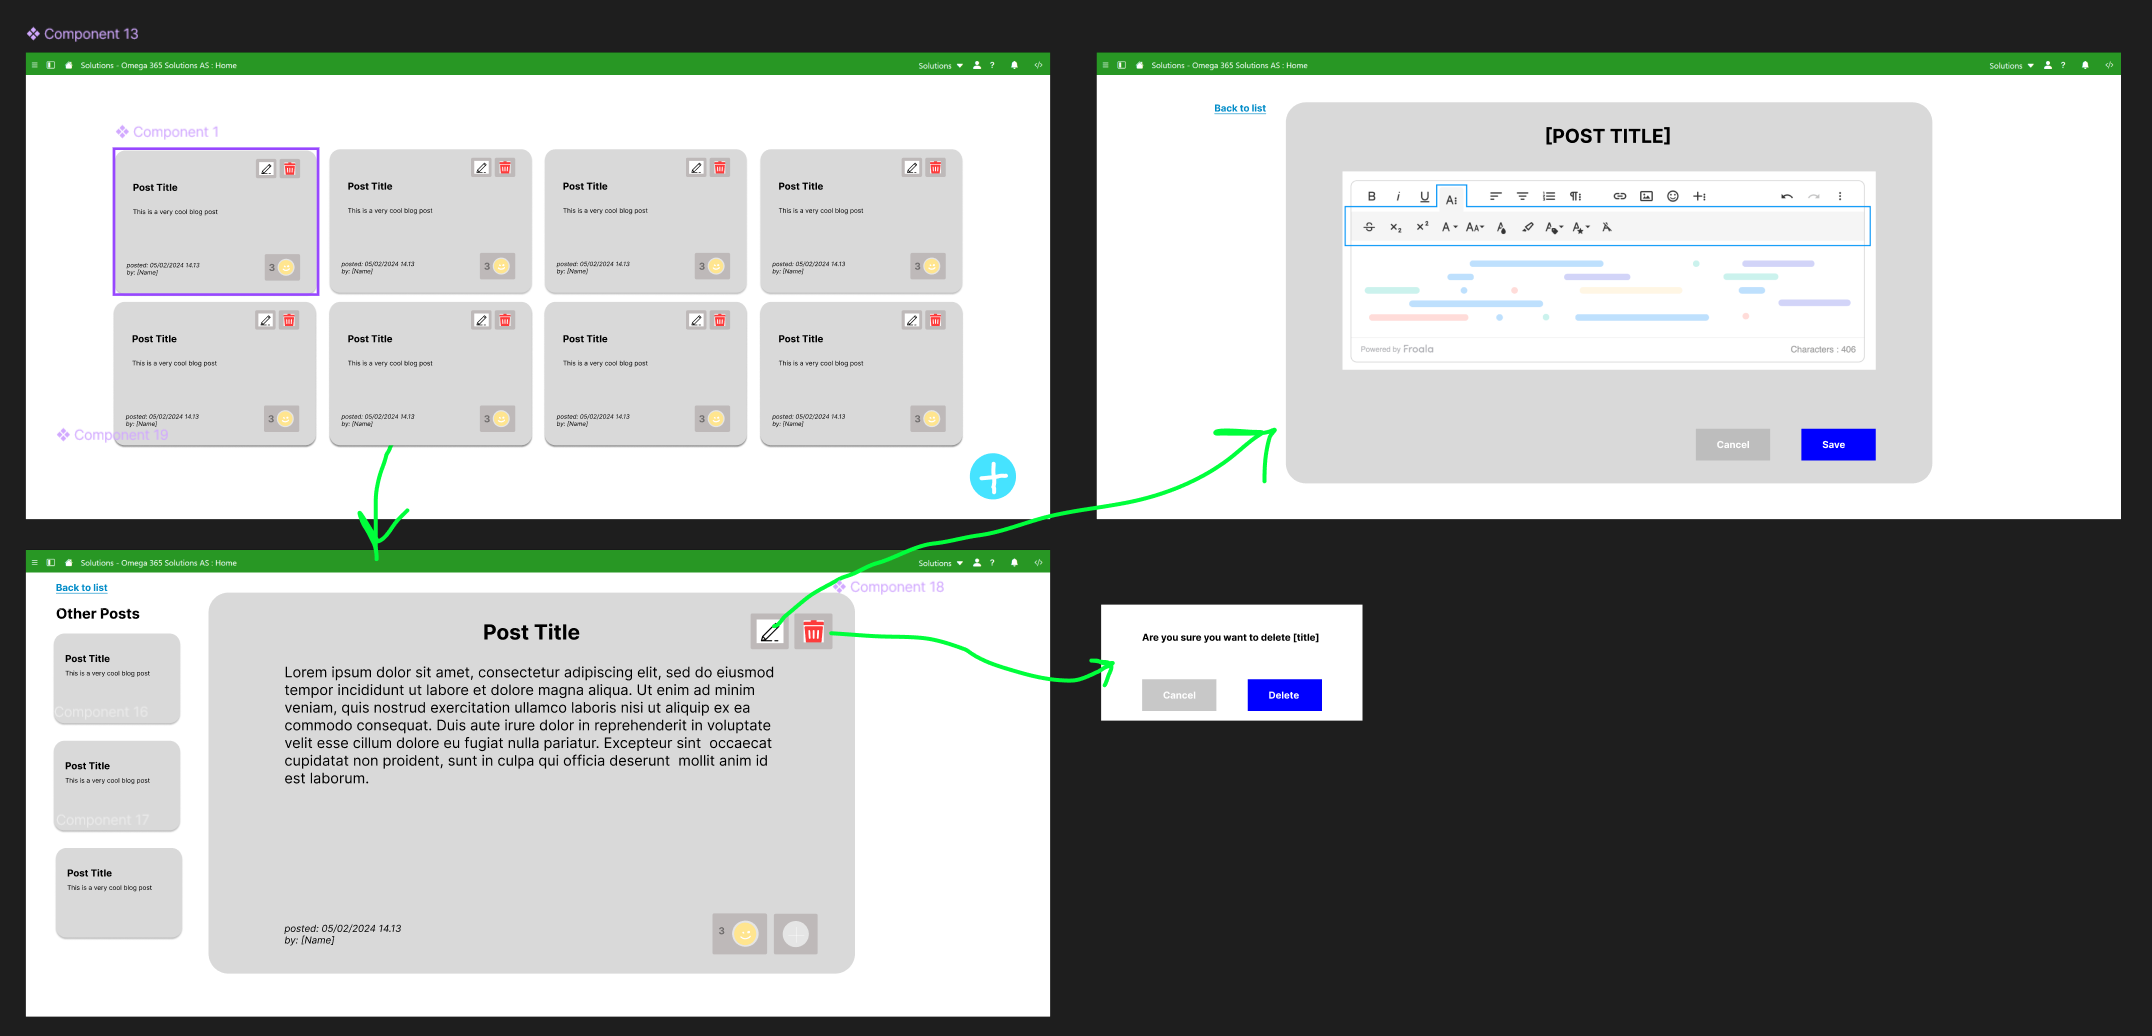 Component 13
Solutions - Omega 365 Solutions AS : Home
Solutions
?
</>
Component 1
Post Title
This is a very cool blog post
posted: 05/02/2024 14.13
by: [Name]
3
Post Title
This is a very cool blog post
posted: 05/02/2024 14.13
by: [Name]
3
Post Title
This is a very cool blog post
posted: 05/02/2024 14.13
by: [Name]
3
Post Title
This is a very cool blog post
posted: 05/02/2024 14.13
by: [Name]
3
Post Title
This is a very cool blog post
posted: 05/02/2024 14.13
by: [Name]
3
Component 19
Post Title
This is a very cool blog post
posted: 05/02/2024 14.13
by: [Name]
3
Post Title
This is a very cool blog post
posted: 05/02/2024 14.13
by: [Name]
3
Post Title
This is a very cool blog post
posted: 05/02/2024 14.13
by: [Name]
3
Solutions - Omega 365 Solutions AS : Home
Solutions
?
</>
Back to list
[POST TITLE]
B i U A
X₂ X² A AA A A A
Powered by Froala
Characters : 406
Cancel
Save
Solutions - Omega 365 Solutions AS : Home
Solutions
?
</>
Back to list
Component 18
Other Posts
Post Title
This is a very cool blog post
Component 16
Post Title
This is a very cool blog post
Component 17
Post Title
This is a very cool blog post
Post Title
Lorem ipsum dolor sit amet, consectetur adipiscing elit, sed do eiusmod
tempor incididunt ut labore et dolore magna aliqua. Ut enim ad minim
veniam, quis nostrud exercitation ullamco laboris nisi ut aliquip ex ea
commodo consequat. Duis aute irure dolor in reprehenderit in voluptate
velit esse cillum dolore eu fugiat nulla pariatur. Excepteur sint  occaecat
cupidatat non proident, sunt in culpa qui officia deserunt  mollit anim id
est laborum.
posted: 05/02/2024 14.13
by: [Name]
3
Are you sure you want to delete [title]
Cancel
Delete